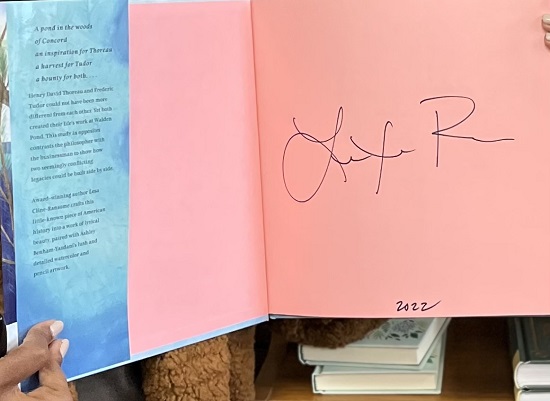 A pond in the woods
of Concord
an inspiration for Thoreau
a harvest for Tudor
a bounty for both.
Henry David Thoreau and Frederic
Tudor could not have been more
different from each other. Yet both
created their life's work at Walden
Pond. This study in opposites
contrasts the philosopher with
the businessman to show how
two seemingly conflicting
legacies could be built side by side.
Award-winning author Lesa
Cline-Ransome crafts this
little-known piece of American
history into a work of lyrical
beauty, paired with Ashley
Benham-Yazdani's lush and
detailed watercolor and
pencil artwork.
2022